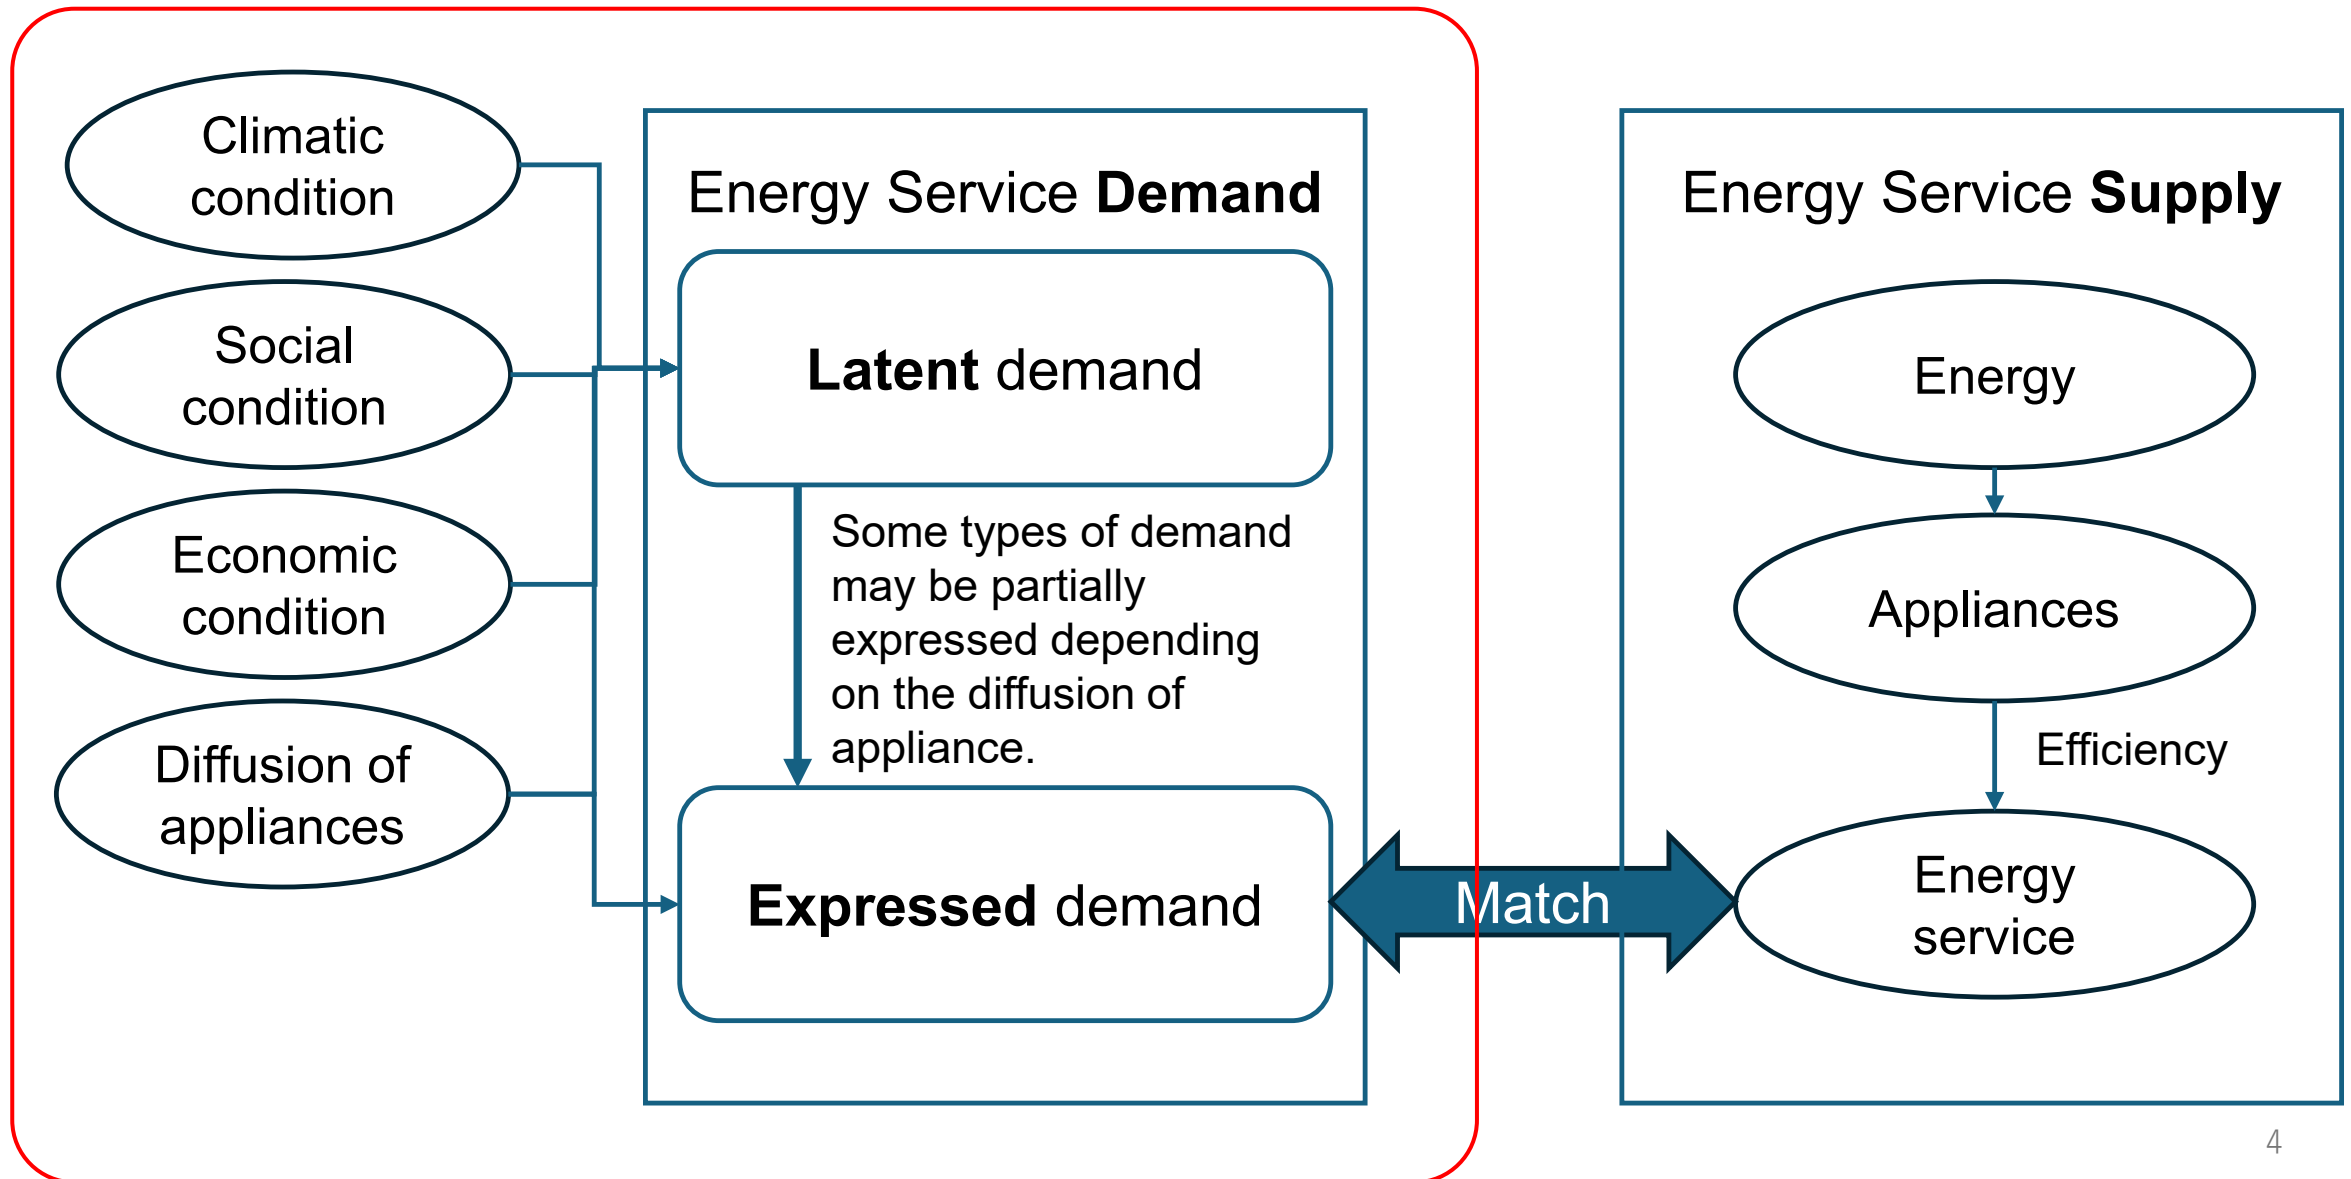 Climatic
condition
Social
condition
Economic
condition
Diffusion of
appliances
Energy Service Demand
Latent demand
Some types of demand
may be partially
expressed depending
on the diffusion of
appliance.
Expressed demand
Match
Energy Service Supply
Energy
Appliances
Efficiency
Energy
service
4